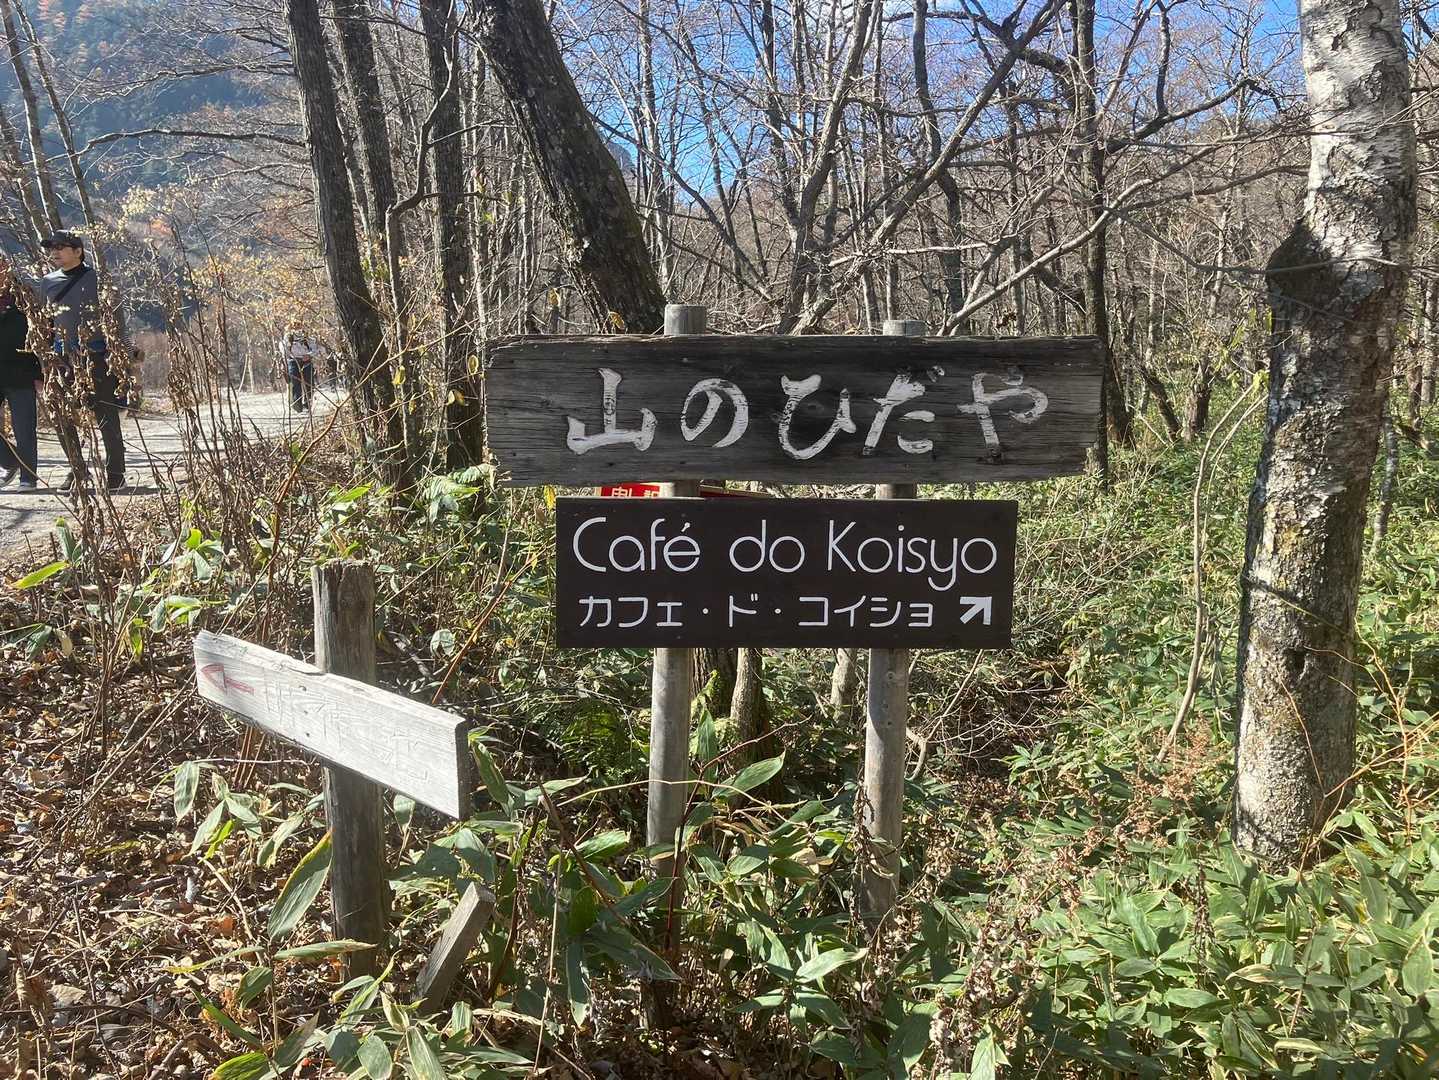 山のひだや
Café do Koisyo
カフェ・ド・コイショ ↗